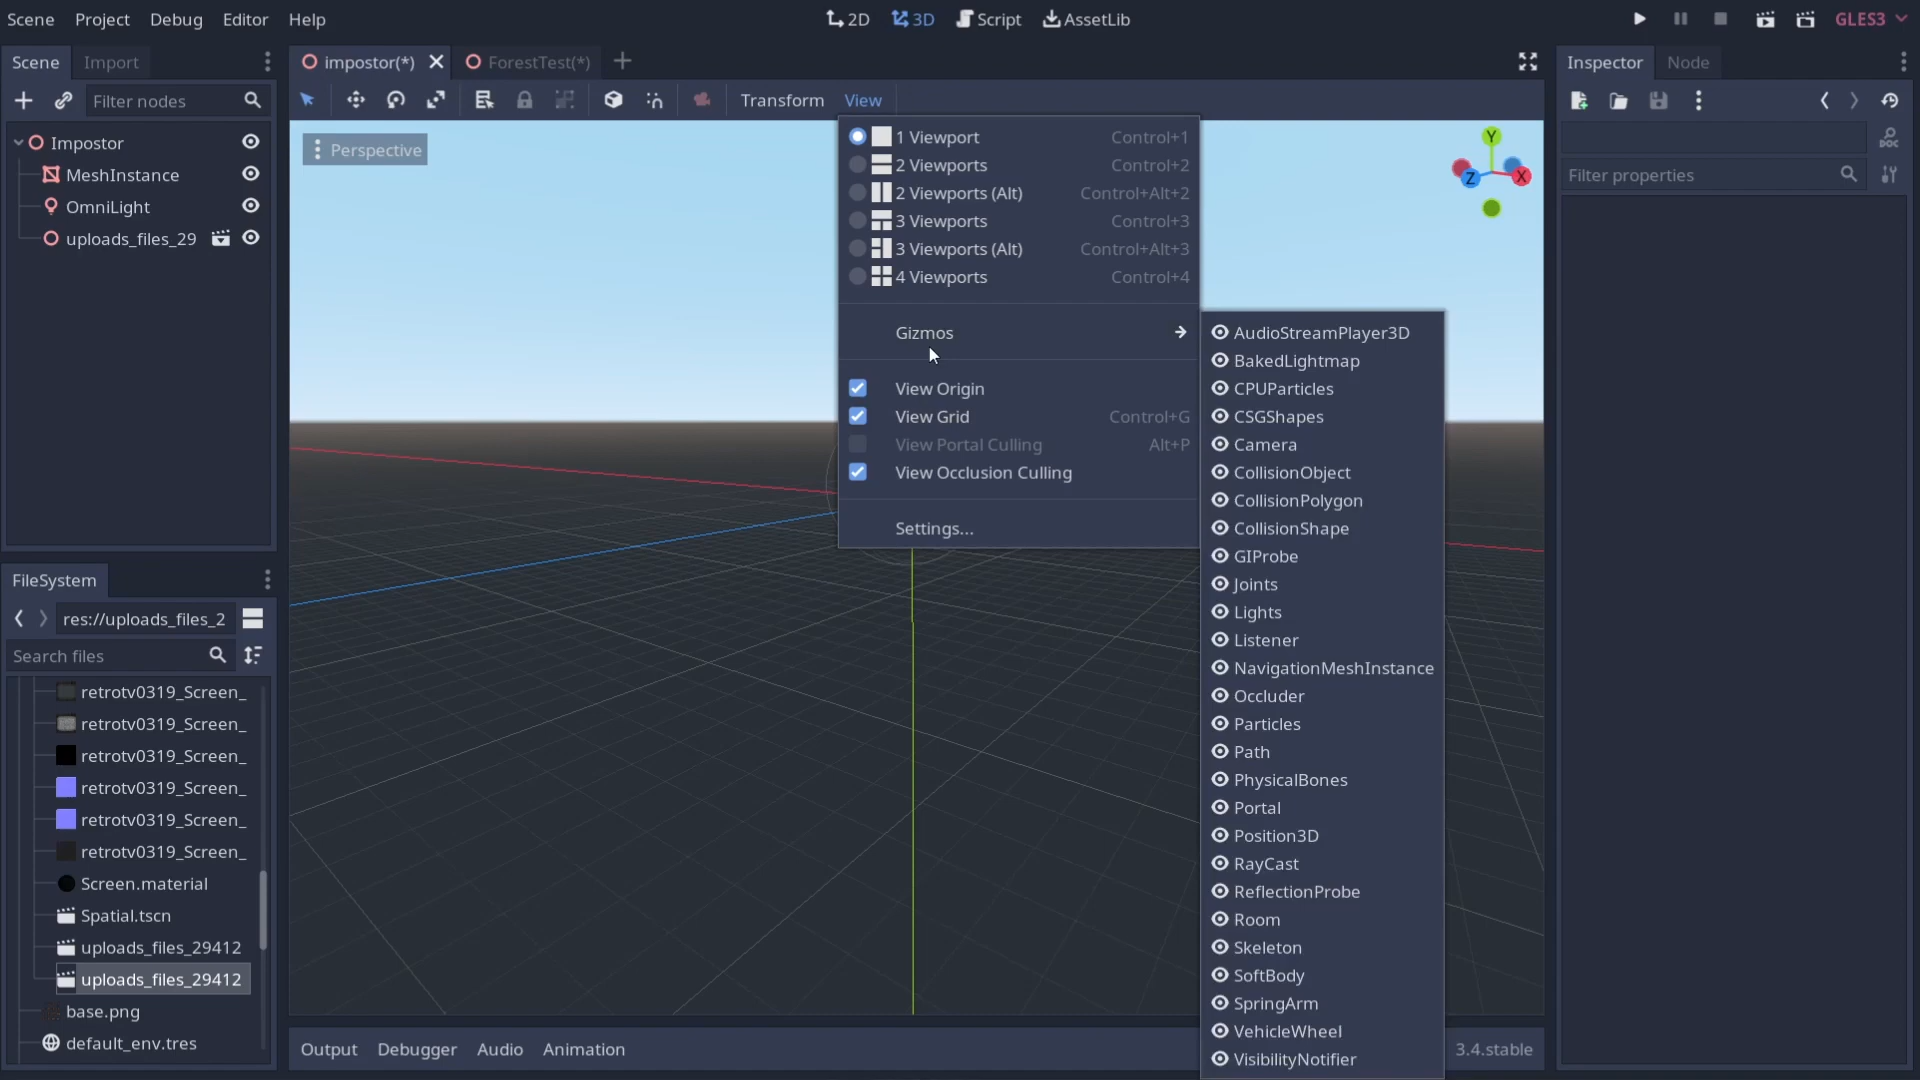 Scene Project Debug Editor Help
2D 3D Script AssetLib
GLES3
Scene Import
impostor(*) ForestTest(*)
Inspector Node
Filter nodes
Transform View
Impostor
MeshInstance
OmniLight
uploads_files_29
Perspective
1 Viewport Control+1
2 Viewports Control+2
2 Viewports (Alt) Control+Alt+2
3 Viewports Control+3
3 Viewports (Alt) Control+Alt+3
4 Viewports Control+4
Gizmos
View Origin
View Grid Control+G
View Portal Culling Alt+P
View Occlusion Culling
Settings...
AudioStreamPlayer3D
BakedLightmap
CPUParticles
CSGShapes
Camera
CollisionObject
CollisionPolygon
CollisionShape
GIProbe
Joints
Lights
Listener
NavigationMeshInstance
Occluder
Particles
Path
PhysicalBones
Portal
Position3D
RayCast
ReflectionProbe
Room
Skeleton
SoftBody
SpringArm
VehicleWheel
VisibilityNotifier
Y
Z X
DOC
Filter properties
FileSystem
res://uploads_files_2
Search files
retrotv0319_Screen_
retrotv0319_Screen_
retrotv0319_Screen_
retrotv0319_Screen_
retrotv0319_Screen_
retrotv0319_Screen_
Screen.material
Spatial.tscn
uploads_files_29412
uploads_files_29412
base.png
default_env.tres
Output Debugger Audio Animation
3.4.stable